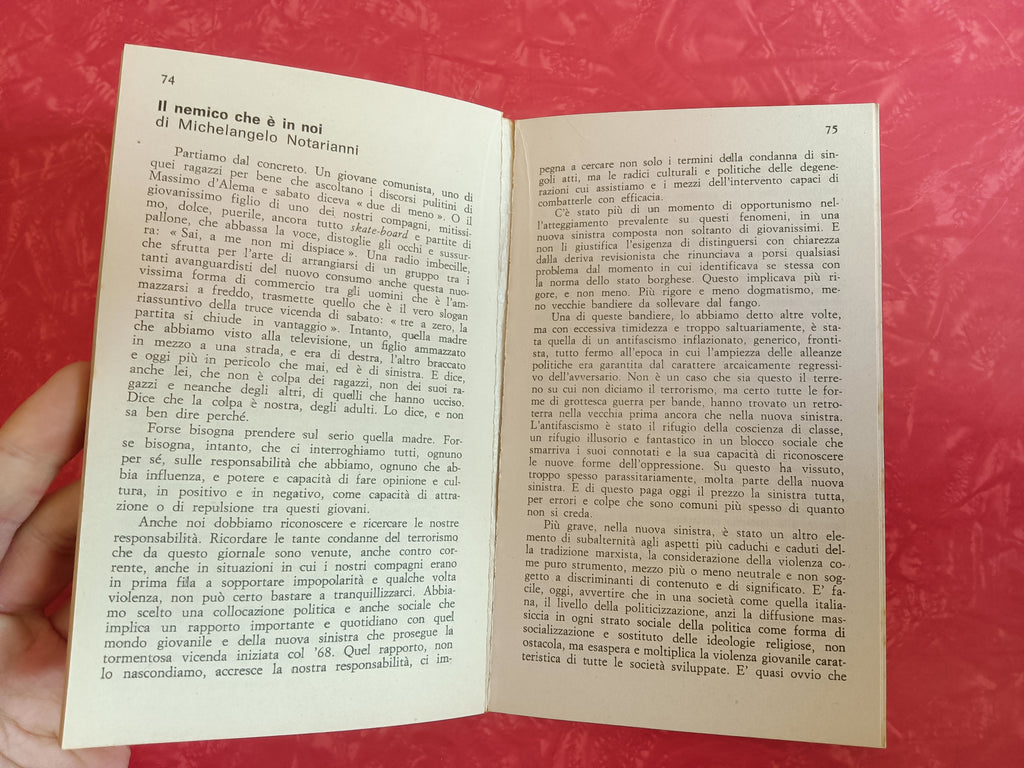 74
Il nemico che è in noi
di Michelangelo Notarianni
Partiamo dal concreto. Un giovane comunista, uno di
quei ragazzi per bene che ascoltano i discorsi pulitini di
Massimo d'Alema e sabato diceva « due di meno ». O il
giovanissimo figlio di uno dei nostri compagni, mitissi-
mo, dolce, puerile, ancora tutto skate-board e partite di
pallone, che abbassa la voce, distoglie gli occhi e sussur-
ra: « Sai, a me non mi dispiace ». Una radio imbecille,
che sfrutta per l'arte di arrangiarsi di un gruppo tra i
tanti avanguardisti del nuovo consumo anche questa nuo-
vissima forma di commercio tra gli uomini che è l'am-
mazzarsi a freddo, trasmette quello che è il vero slogan
riassuntivo della truce vicenda di sabato: « tre a zero, la
partita si chiude in vantaggio ». Intanto, quella madre
che abbiamo visto alla televisione, un figlio ammazzato
in mezzo a una strada, e era di destra, l'altro braccato
e oggi più in pericolo che mai, ed è di sinistra. E dice,
anche lei, che non è colpa dei ragazzi, non dei suoi ra-
gazzi e neanche degli altri, di quelli che hanno ucciso.
Dice che la colpa è nostra, degli adulti. Lo dice, e non
sa ben dire perché.
Forse bisogna prendere sul serio quella madre. For-
se bisogna, intanto, che ci interroghiamo tutti, ognuno
per sé, sulle responsabilità che abbiamo, ognuno che ab-
bia influenza, e potere e capacità di fare opinione e cul-
tura, in positivo e in negativo, come capacità di attra-
zione o di repulsione tra questi giovani.
Anche noi dobbiamo riconoscere e ricercare le nostre
responsabilità. Ricordare le tante condanne del terrorismo
che da questo giornale sono venute, anche contro cor-
rente, anche in situazioni in cui i nostri compagni erano
in prima fila a sopportare impopolarità e qualche volta
violenza, non può certo bastare a tranquillizzarci. Abbia-
mo scelto una collocazione politica e anche sociale che
implica un rapporto importante e quotidiano con quel
mondo giovanile e della nuova sinistra che prosegue la
tormentosa vicenda iniziata col '68. Quel rapporto, non
lo nascondiamo, accresce la nostra responsabilità, ci im-
75
pegna a cercare non solo i termini della condanna di sin-
goli atti, ma le radici culturali e politiche delle degene-
razioni cui assistiamo e i mezzi dell'intervento capaci di
combatterle con efficacia.
C'è stato più di un momento di opportunismo nel-
l'atteggiamento prevalente su questi fenomeni, in una
nuova sinistra composta non soltanto di giovanissimi. E
non li giustifica l'esigenza di distinguersi con chiarezza
dalla deriva revisionista che rinunciava a porsi qualsiasi
problema dal momento in cui identificava se stessa con
la norma dello stato borghese. Questo implicava più ri-
gore, e non meno. Più rigore e meno dogmatismo, me-
no vecchie bandiere da sollevare dal fango.
Una di queste bandiere, lo abbiamo detto altre volte,
ma con eccessiva timidezza e troppo saltuariamente, è sta-
ta quella di un antifascismo inflazionato, generico, fronti-
sta, tutto fermo all'epoca in cui l'ampiezza delle alleanze
politiche era garantita dal carattere arcaicamente regressi-
vo dell'avversario. Non è un caso che sia questo il terre-
no su cui non diciamo il terrorismo, ma certo tutte le for-
me di grottesca guerra per bande, hanno trovato un retro-
terra nella vecchia prima ancora che nella nuova sinistra.
L'antifascismo è stato il rifugio della coscienza di classe,
un rifugio illusorio e fantastico in un blocco sociale che
smarriva i suoi connotati e la sua capacità di riconoscere
le nuove forme dell'oppressione. Su questo ha vissuto,
troppo spesso parassitariamente, molta parte della nuova
sinistra. E di questo paga oggi il prezzo la sinistra tutta,
per errori e colpe che sono comuni più spesso di quanto
non si creda.
Più grave, nella nuova sinistra, è stato un altro ele-
mento di subalternità agli aspetti più caduchi e caduti del-
la tradizione marxista, la considerazione della violenza co-
me puro strumento, mezzo più o meno neutrale e non sog-
getto a discriminanti di contenuto e di significato. E' fa-
cile, oggi, avvertire che in una società come quella italia-
na, il livello della politicizzazione, anzi la diffusione mas-
siccia in ogni strato sociale della politica come forma di
socializzazione e sostituto delle ideologie religiose, non
ostacola, ma esaspera e moltiplica la violenza giovanile carat-
teristica di tutte le società sviluppate. E' quasi ovvio che